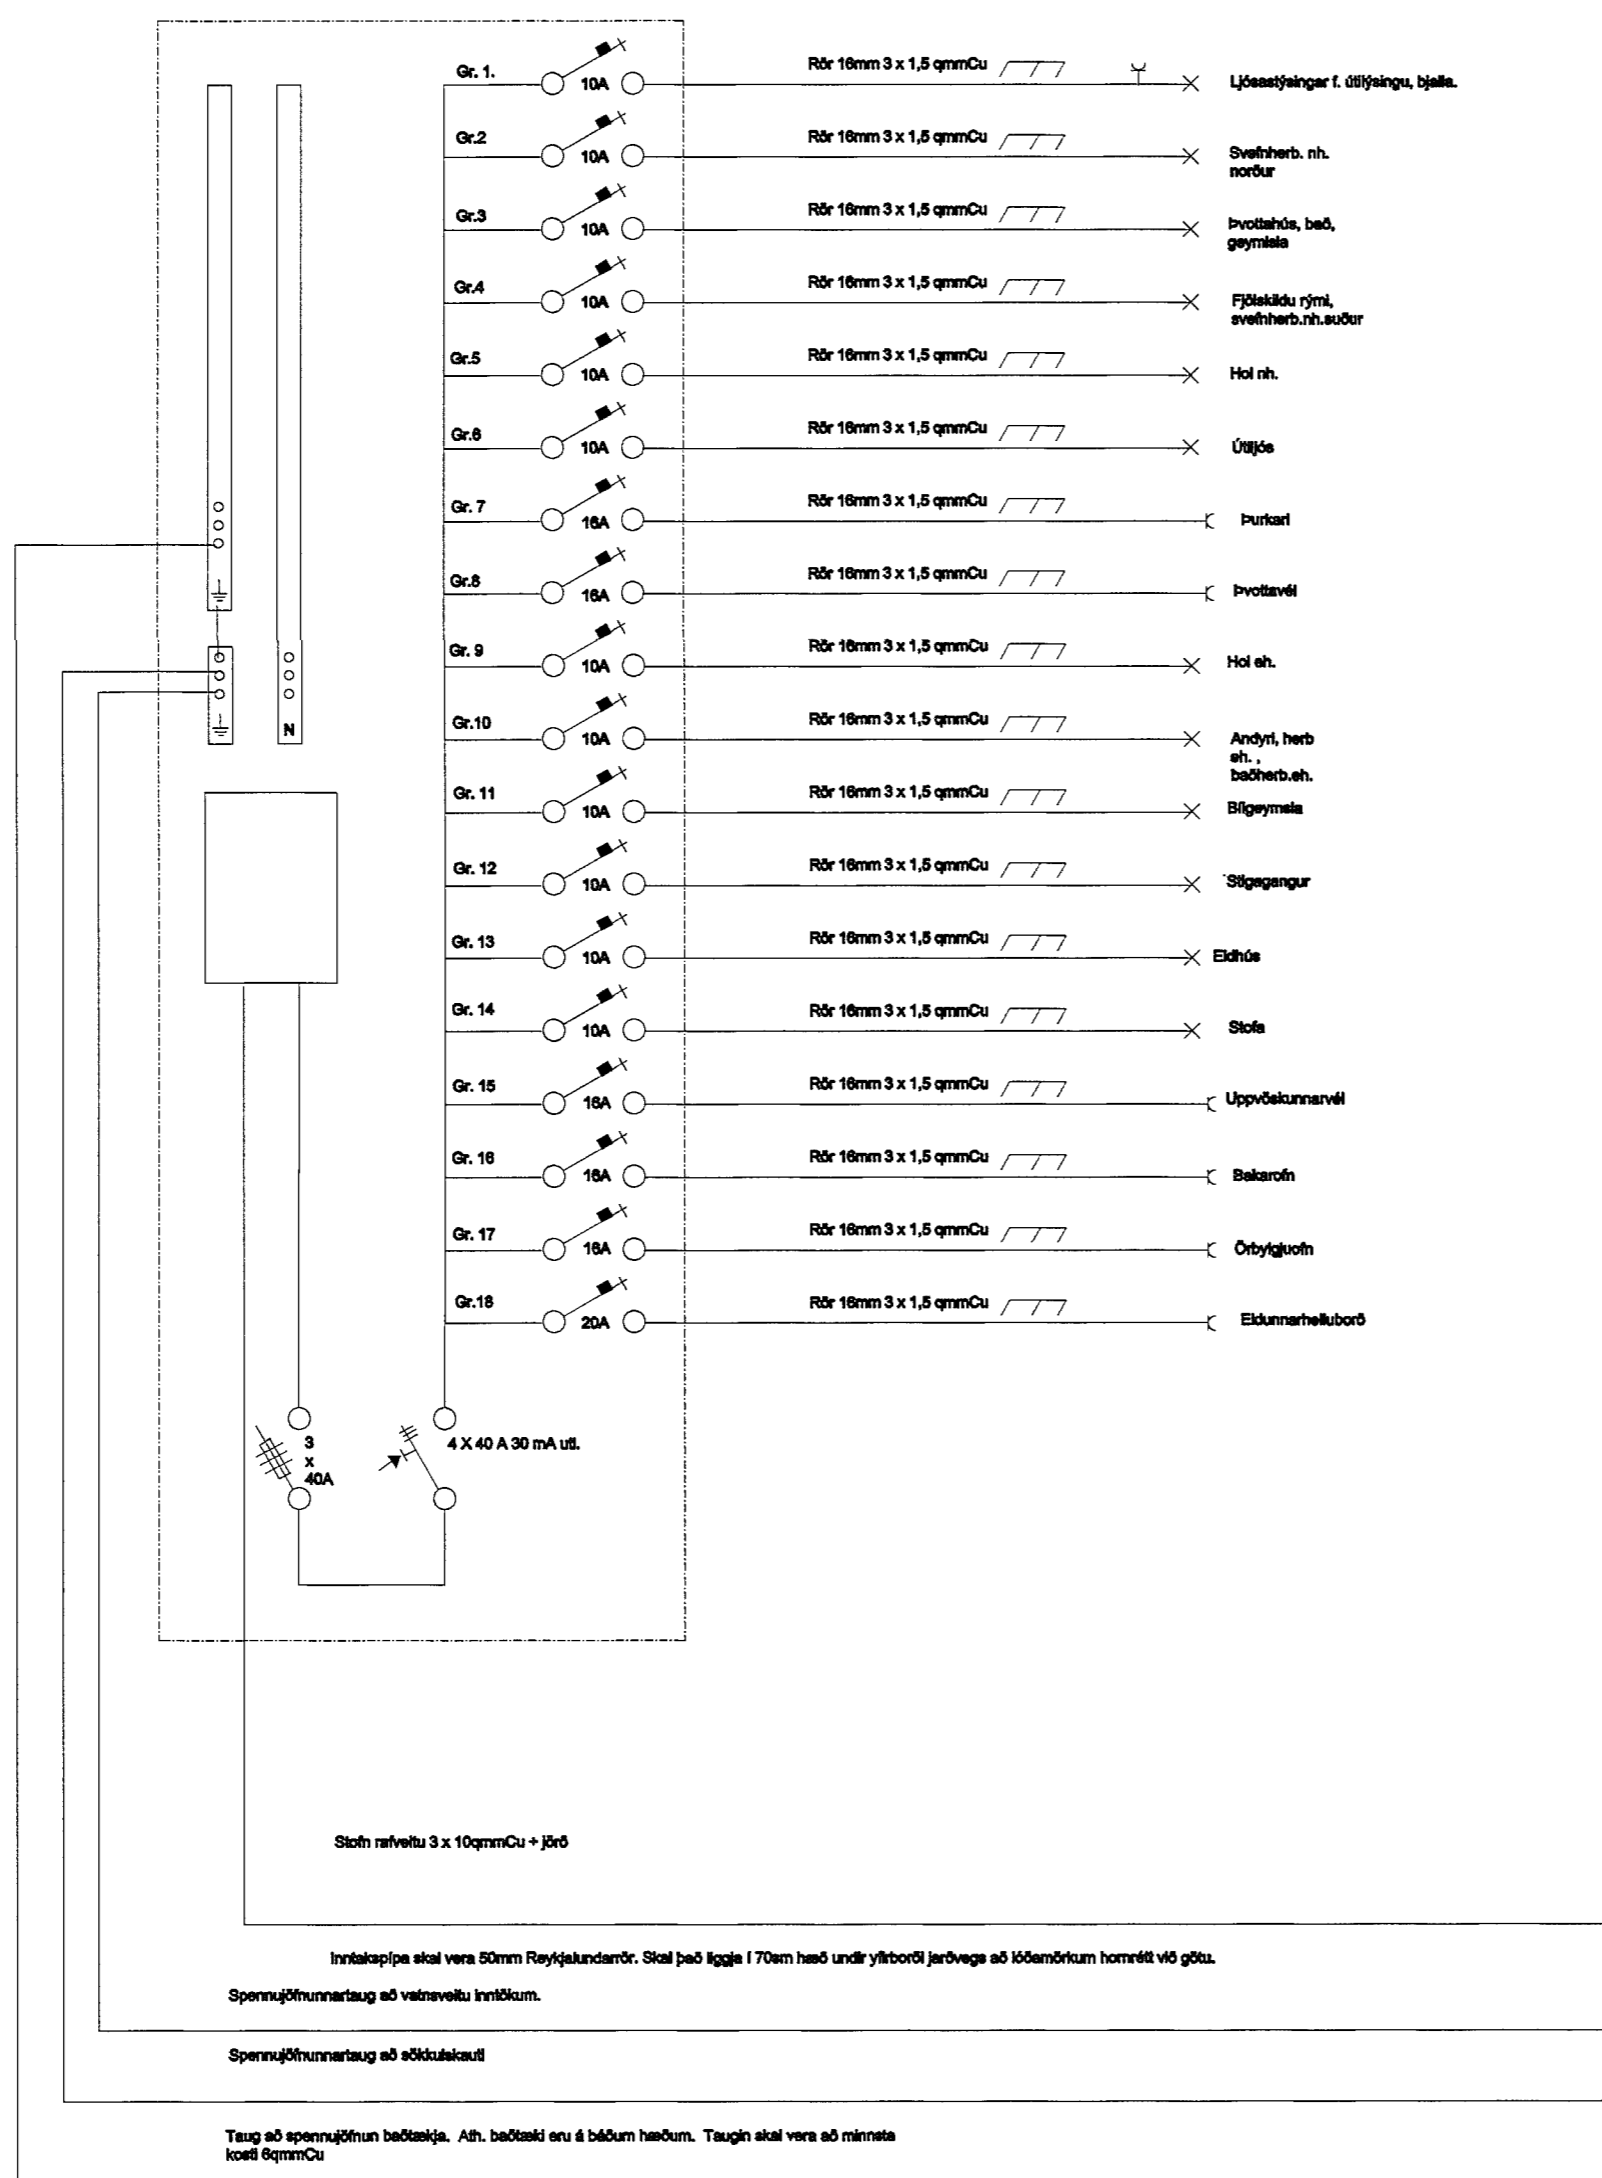 Gr. 1.
10A
Rör 16mm 3 x 1,5 qmmCu
Ljósastýsingar f. útilýsingu, bjalla.
Gr.2
10A
Rör 16mm 3 x 1,5 qmmCu
Svefnherb. nh.
norður
Gr.3
10A
Rör 16mm 3 x 1,5 qmmCu
Þvottahús, bað,
geymlsla
Gr.4
10A
Rör 16mm 3 x 1,5 qmmCu
Fjölskildu rými,
svefnherb.nh.suður
Gr.5
10A
Rör 16mm 3 x 1,5 qmmCu
Hol nh.
Gr.6
10A
Rör 16mm 3 x 1,5 qmmCu
Útiljós
Gr. 7
16A
Rör 16mm 3 x 1,5 qmmCu
Þurkari
Gr.8
16A
Rör 16mm 3 x 1,5 qmmCu
Þvottavél
Gr. 9
10A
Rör 16mm 3 x 1,5 qmmCu
Hol eh.
Gr.10
10A
Rör 16mm 3 x 1,5 qmmCu
Andyri, herb
eh. ,
baðherb.eh.
N
Gr. 11
10A
Rör 16mm 3 x 1,5 qmmCu
Bílgeymsla
Gr. 12
10A
Rör 16mm 3 x 1,5 qmmCu
Stigagangur
Gr. 13
10A
Rör 16mm 3 x 1,5 qmmCu
Eldhús
Gr. 14
10A
Rör 16mm 3 x 1,5 qmmCu
Stofa
Gr. 15
16A
Rör 16mm 3 x 1,5 qmmCu
Uppvöskunnarvél
Gr. 16
16A
Rör 16mm 3 x 1,5 qmmCu
Bakarofn
Gr. 17
16A
Rör 16mm 3 x 1,5 qmmCu
Örbylgjuofn
Gr.18
20A
Rör 16mm 3 x 1,5 qmmCu
Eldunnarhelluborð
3
x
40A
4 X 40 A 30 mA utl.
Stofn rafveitu 3 x 10qmmCu + jörð
Inntakspípa skal vera 50mm Reykjalundarrör. Skal það liggja í 70sm hæð undir yfirborði jarðvegs að lóðamörkum hornrétt við götu.
Spennujöfnunnartaug að vatnsveitu inntökum.
Spennujöfnunnartaug að sökkulskauti
Taug að spennujöfnun baðtækja. Ath. baðtæki eru á báðum hæðum. Taugin skal vera að minnsta
kosti 6qmmCu